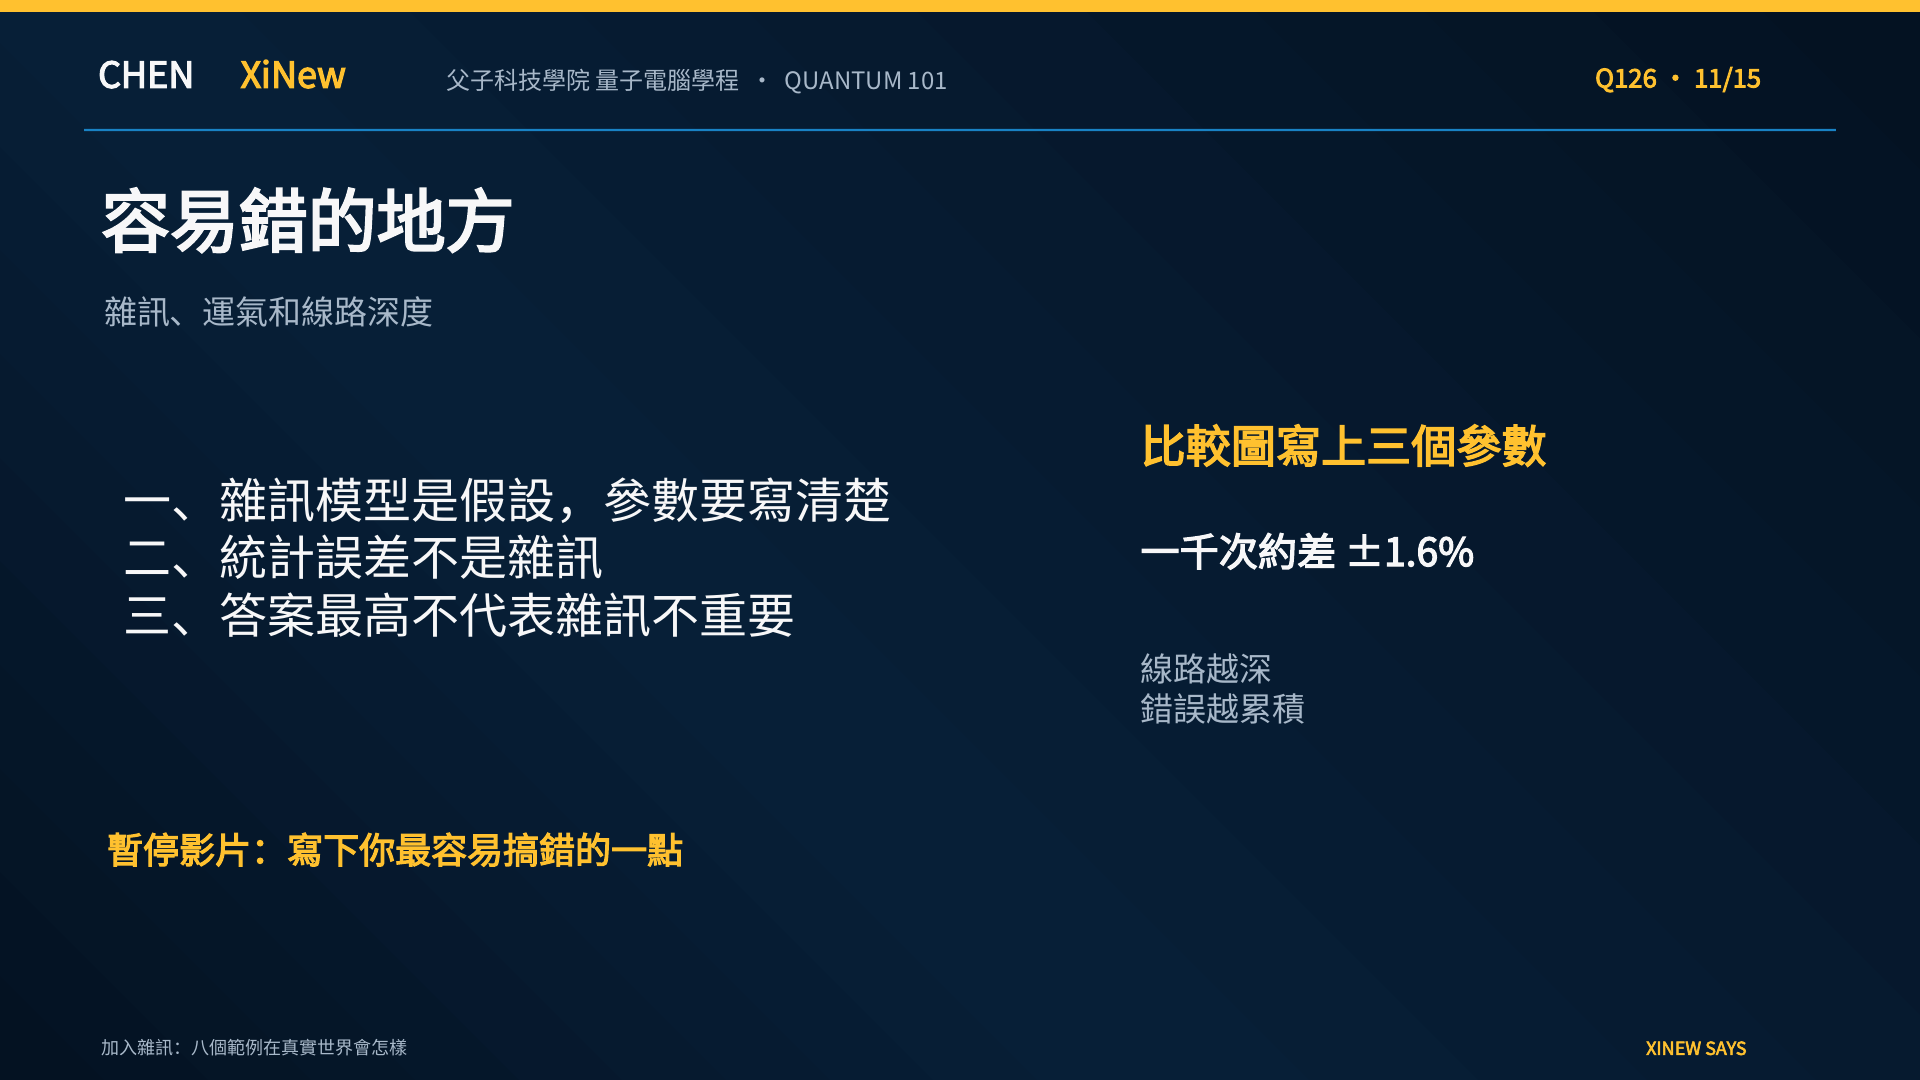 CHEN XiNew 父子科技學院 量子電腦學程 • QUANTUM 101 Q126 • 11/15
容易錯的地方
雜訊、運氣和線路深度
一、雜訊模型是假設，參數要寫清楚
二、統計誤差不是雜訊
三、答案最高不代表雜訊不重要
比較圖寫上三個參數
一千次約差 ±1.6%
線路越深
錯誤越累積
暫停影片：寫下你最容易搞錯的一點
加入雜訊：八個範例在真實世界會怎樣
XINEW SAYS